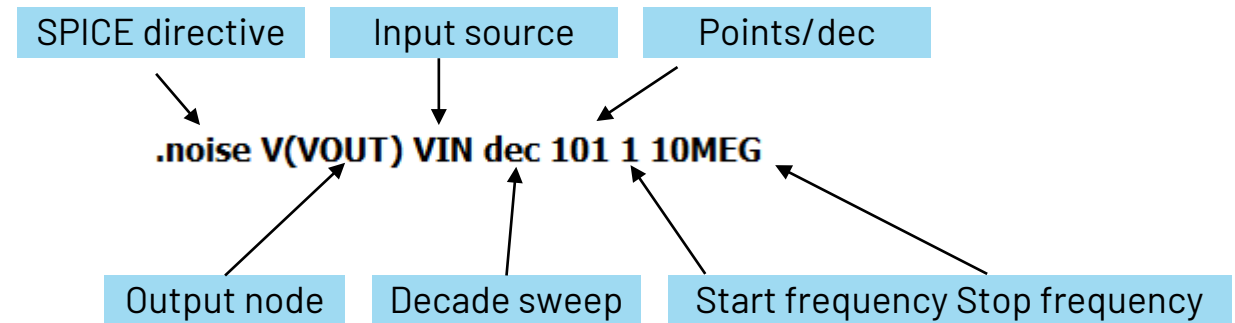 SPICE directive Input source Points/dec
.noise V(VOUT) VIN dec 101 1 10MEG
Output node Decade sweep Start frequency Stop frequency